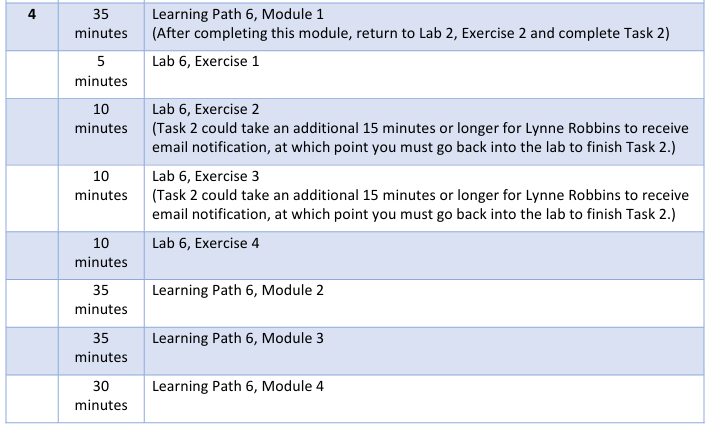 4 35 minutes Learning Path 6, Module 1
(After completing this module, return to Lab 2, Exercise 2 and complete Task 2)
5 minutes Lab 6, Exercise 1
10 minutes Lab 6, Exercise 2
(Task 2 could take an additional 15 minutes or longer for Lynne Robbins to receive
email notification, at which point you must go back into the lab to finish Task 2.)
10 minutes Lab 6, Exercise 3
(Task 2 could take an additional 15 minutes or longer for Lynne Robbins to receive
email notification, at which point you must go back into the lab to finish Task 2.)
10 minutes Lab 6, Exercise 4
35 minutes Learning Path 6, Module 2
35 minutes Learning Path 6, Module 3
30 minutes Learning Path 6, Module 4